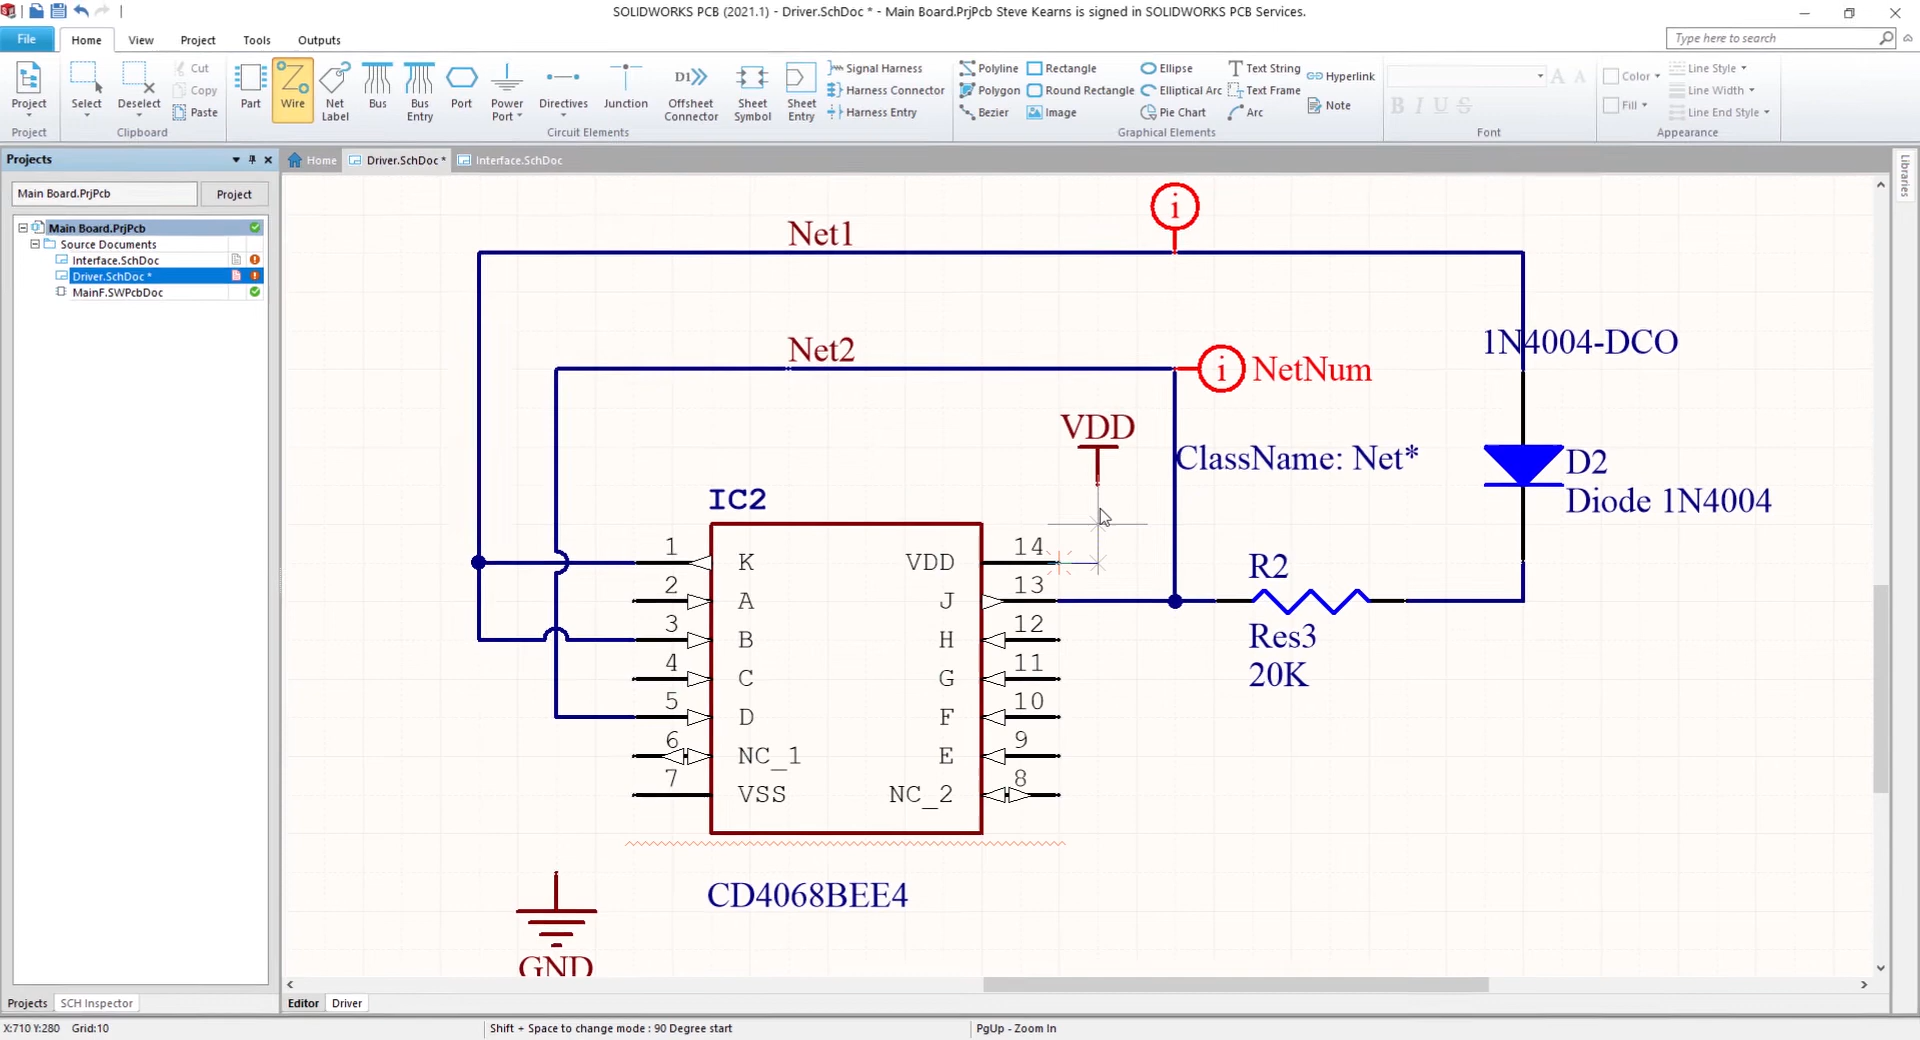 SOLIDWORKS PCB (2021.1) - Driver.SchDoc * - Main Board.PrjPcb Steve Kearns is signed in SOLIDWORKS PCB Services.
File Home View Project Tools Outputs Type here to search
Project Select Deselect Cut Copy Paste
Project Clipboard
Part Wire Net Label Bus Bus Entry Port Power Port Directives Junction Offsheet Connector Sheet Symbol Sheet Entry
Signal Harness
Harness Connector
Harness Entry
Circuit Elements
Polyline Rectangle Ellipse Text String Hyperlink
Polygon Round Rectangle Elliptical Arc Text Frame Note
Bezier Image Pie Chart Arc
Graphical Elements
A A
B I U S
Font
Color Line Style
Fill Line Width
Line End Style
Appearance
Projects
Home Driver.SchDoc * Interface.SchDoc
Libraries
Main Board.PrjPcb Project
Main Board.PrjPcb
Source Documents
Interface.SchDoc
Driver.SchDoc *
MainF.SWPcbDoc
i
Net1
1N4004-DCO
Net2
i NetNum
VDD
ClassName: Net*
D2
Diode 1N4004
IC2
1 K VDD 14
2 A J 13
3 B H 12
4 C G 11
5 D F 10
6 NC_1 E 9
7 VSS NC_2 8
R2
Res3
20K
CD4068BEE4
GND
Projects SCH Inspector
Editor Driver
X:710 Y:280 Grid:10
Shift + Space to change mode : 90 Degree start
PgUp - Zoom In